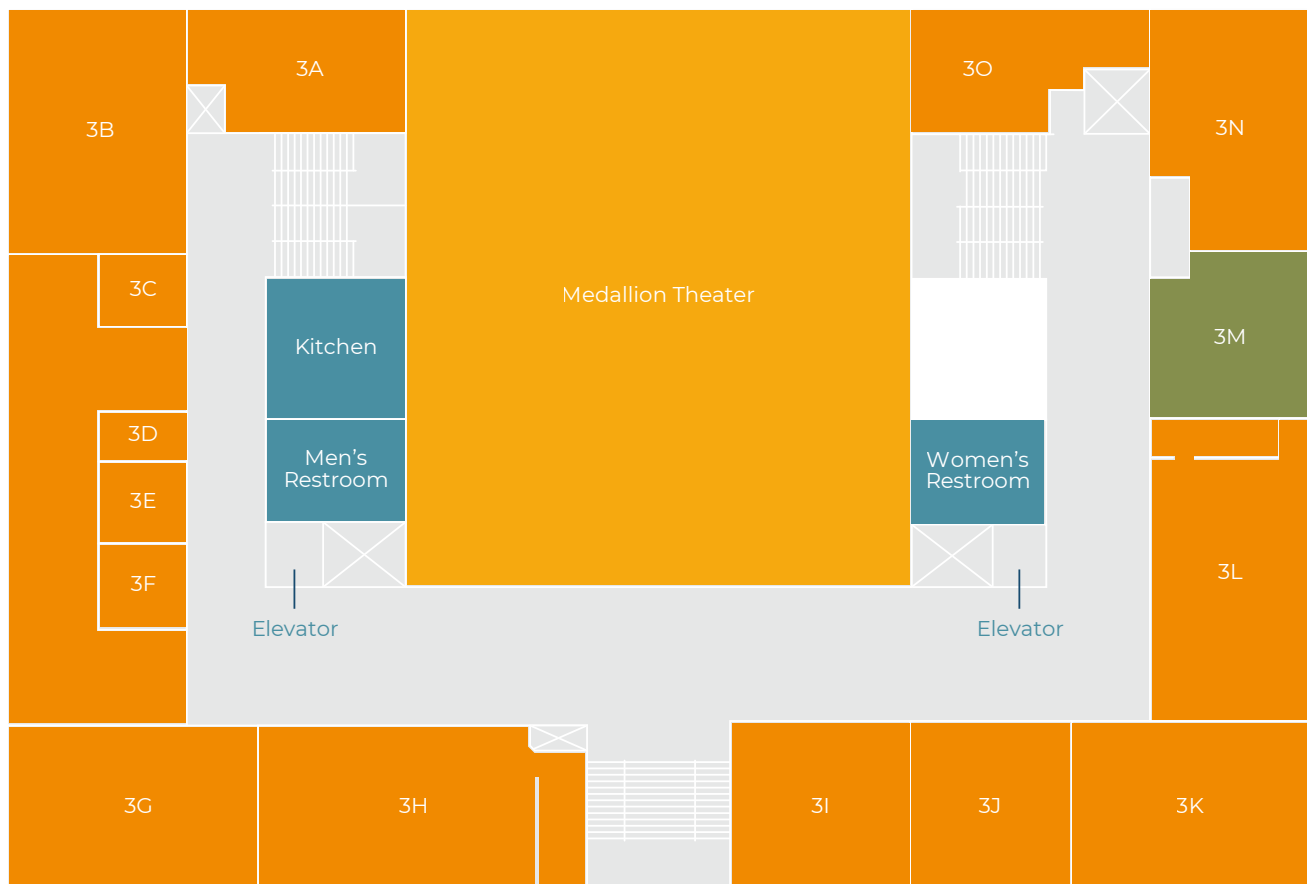 3A
3O
3B
3N
3C
Medallion Theater
3M
Kitchen
3D
Men’s
Restroom
Women’s
Restroom
3E
3F
3L
Elevator
Elevator
3G
3H
3I
3J
3K